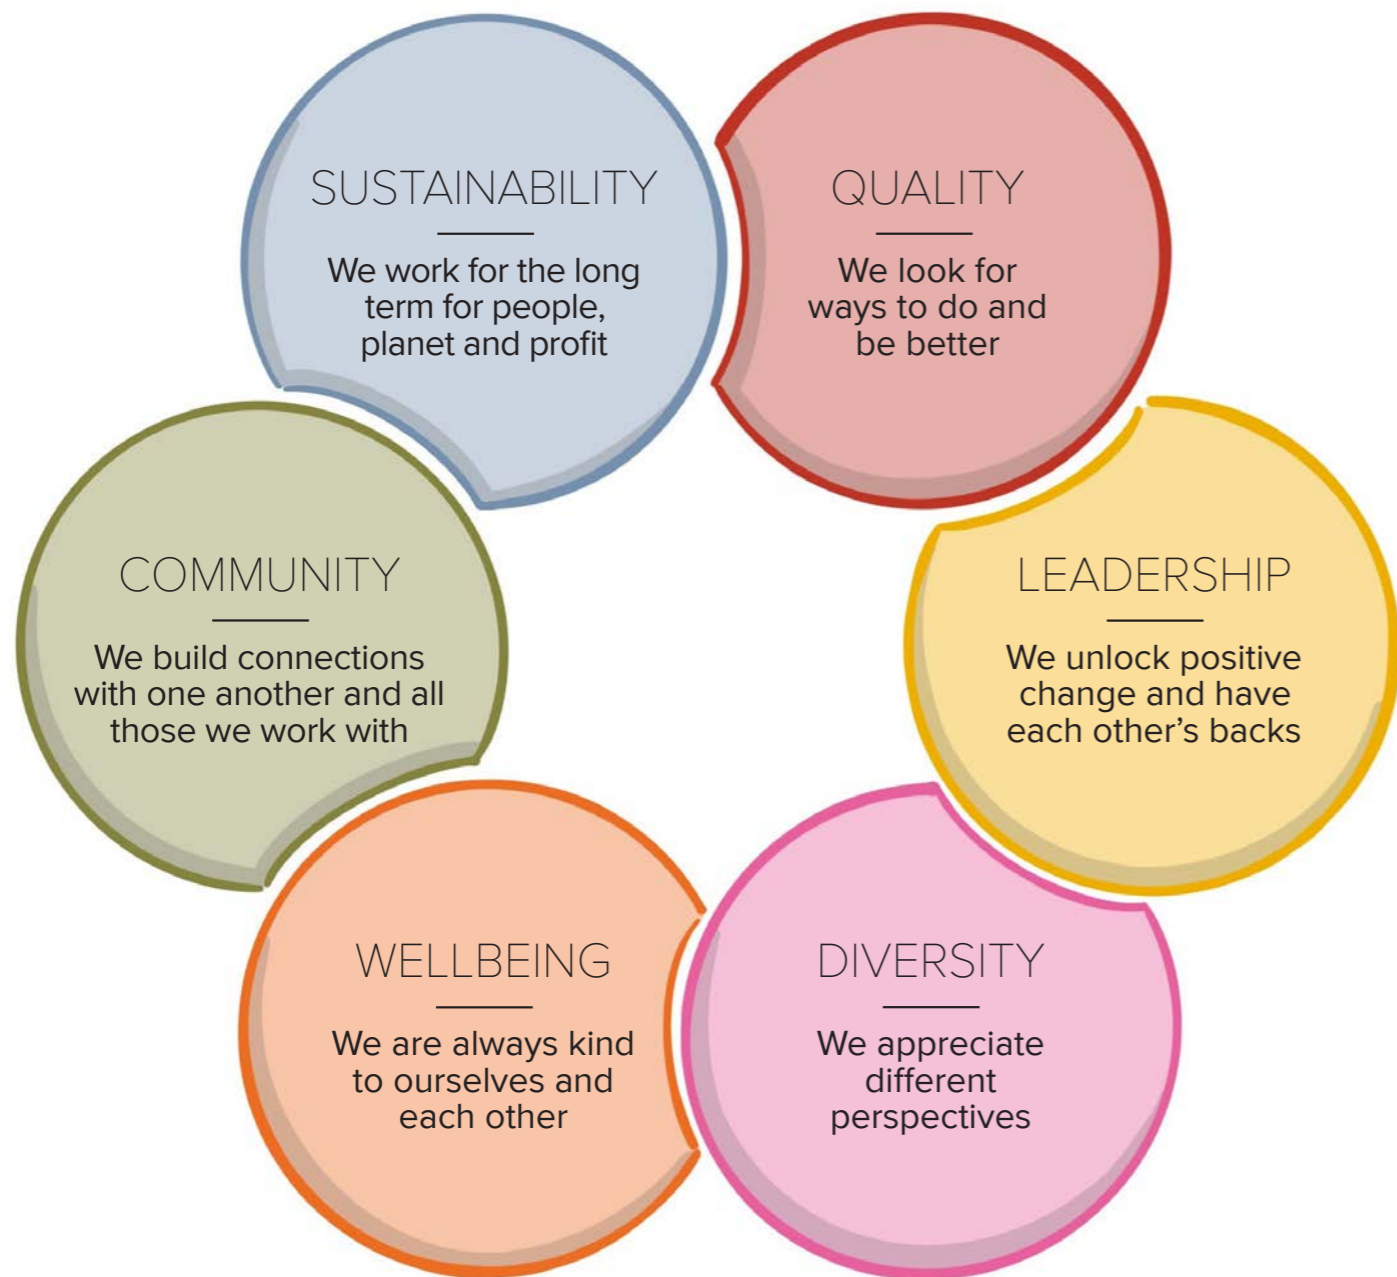 SUSTAINABILITY
We work for the long
term for people,
planet and profit
QUALITY
We look for
ways to do and
be better
COMMUNITY
We build connections
with one another and all
those we work with
LEADERSHIP
We unlock positive
change and have
each other’s backs
WELLBEING
We are always kind
to ourselves and
each other
DIVERSITY
We appreciate
different
perspectives